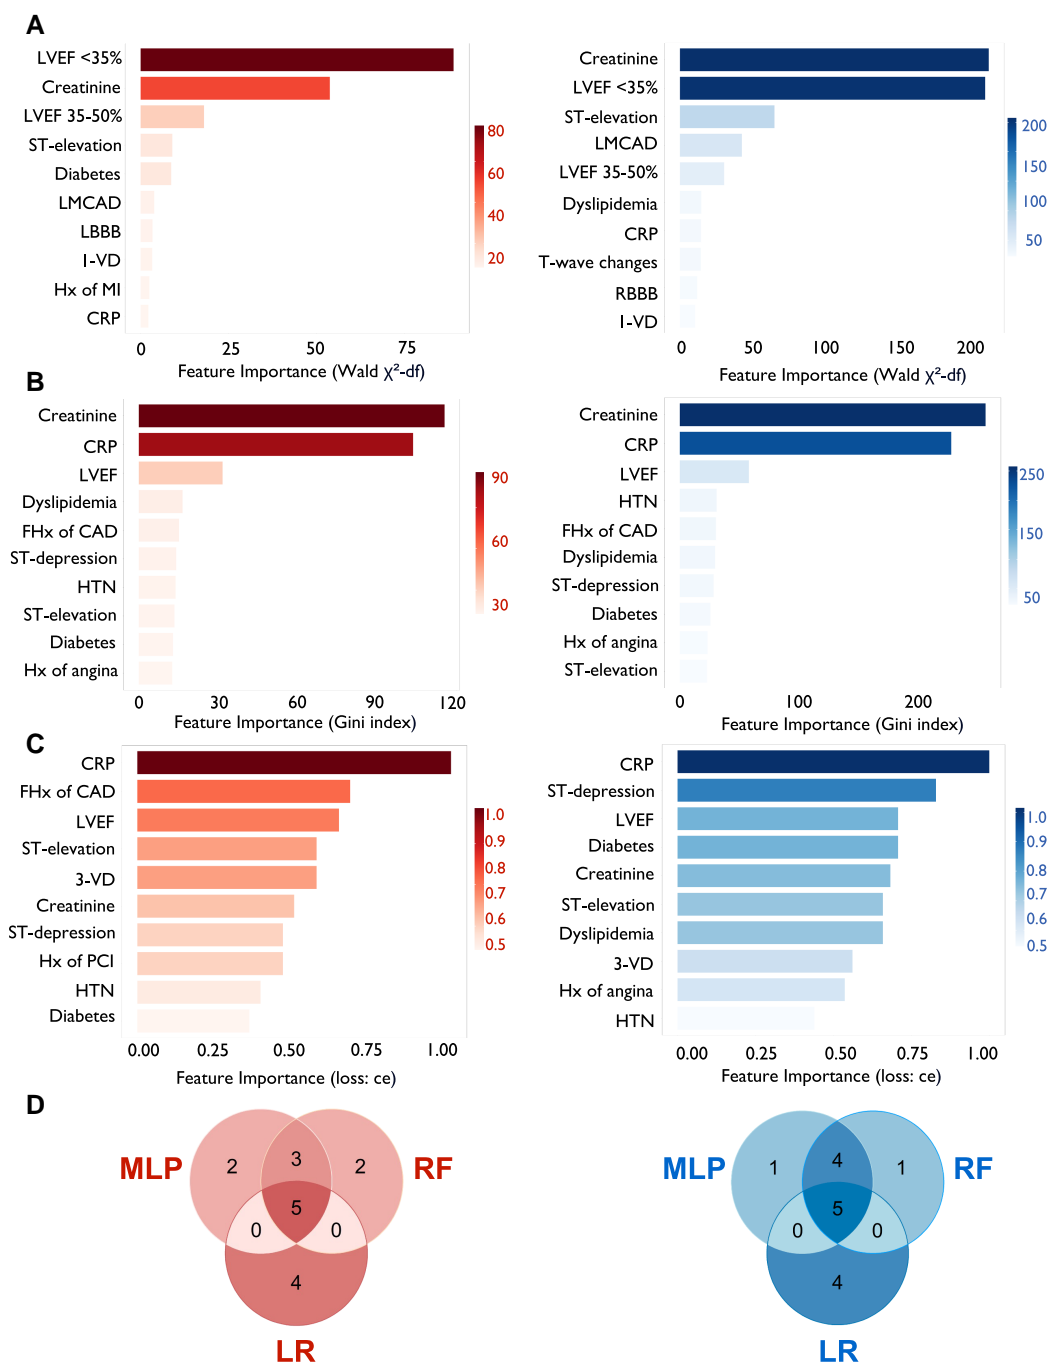 A
LVEF <35%
Creatinine
LVEF 35-50%
ST-elevation
Diabetes
LMCAD
LBBB
1-VD
Hx of MI
CRP
0 25 50 75
Feature Importance (Wald χ²-df)
80
60
40
20
Creatinine
LVEF <35%
ST-elevation
LMCAD
LVEF 35-50%
Dyslipidemia
CRP
T-wave changes
RBBB
1-VD
0 50 100 150 200
Feature Importance (Wald χ²-df)
200
150
100
50
B
Creatinine
CRP
LVEF
Dyslipidemia
FHx of CAD
ST-depression
HTN
ST-elevation
Diabetes
Hx of angina
0 30 60 90 120
Feature Importance (Gini index)
90
60
30
Creatinine
CRP
LVEF
HTN
FHx of CAD
Dyslipidemia
ST-depression
Diabetes
Hx of angina
ST-elevation
0 100 200
Feature Importance (Gini index)
250
150
50
C
CRP
FHx of CAD
LVEF
ST-elevation
3-VD
Creatinine
ST-depression
Hx of PCI
HTN
Diabetes
0.00 0.25 0.50 0.75 1.00
Feature Importance (loss: ce)
1.0
0.9
0.8
0.7
0.6
0.5
CRP
ST-depression
LVEF
Diabetes
Creatinine
ST-elevation
Dyslipidemia
3-VD
Hx of angina
HTN
0.00 0.25 0.50 0.75 1.00
Feature Importance (loss: ce)
1.0
0.9
0.8
0.7
0.6
0.5
D
MLP 2 3 2 RF
5
0 0
4
LR
MLP 1 4 1 RF
5
0 0
4
LR